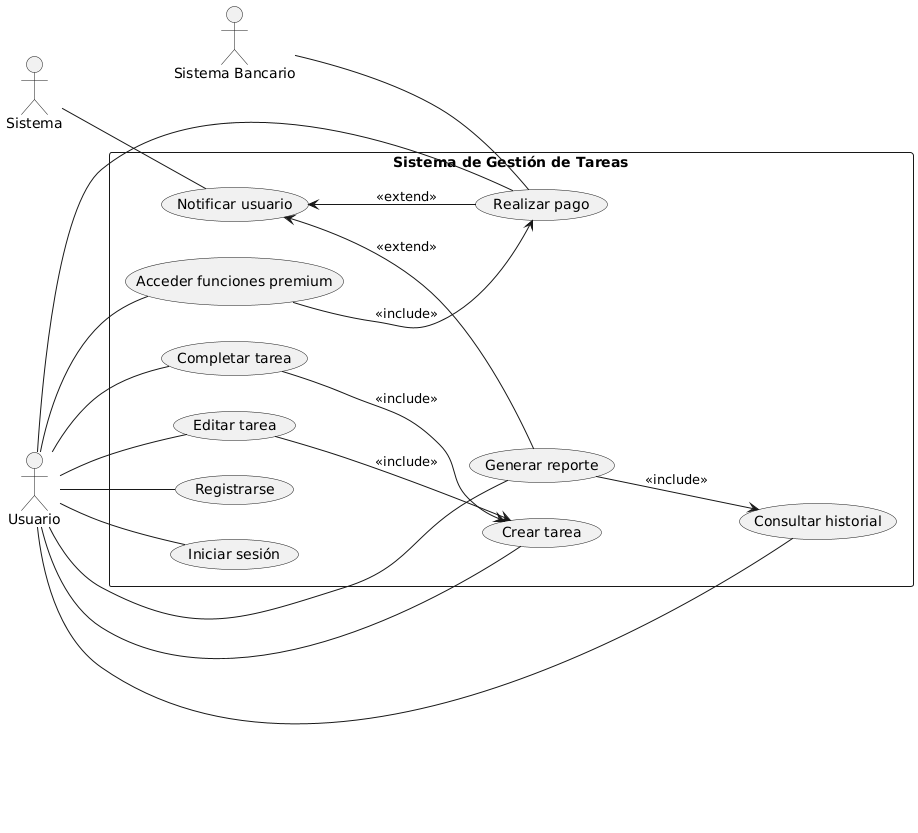 Sistema Bancario
Sistema
Sistema de Gestión de Tareas
Notificar usuario
«extend»
Realizar pago
«extend»
Acceder funciones premium
«include»
Completar tarea
«include»
Editar tarea
«include»
Generar reporte
«include»
Registrarse
Usuario
Consultar historial
Crear tarea
Iniciar sesión